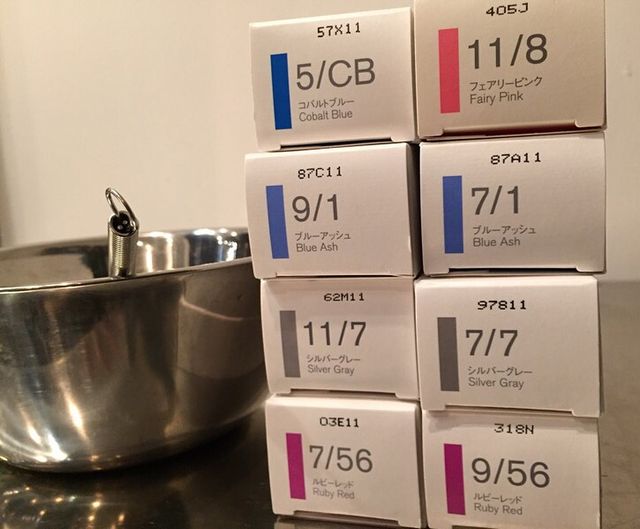 57X11
5/CB
コバルトブルー
Cobalt Blue
405J
11/8
フェアリーピンク
Fairy Pink
87C11
9/1
ブルーアッシュ
Blue Ash
87A11
7/1
ブルーアッシュ
Blue Ash
62M11
11/7
シルバーグレー
Silver Gray
97811
7/7
シルバーグレー
Silver Gray
03E11
7/56
ルビーレッド
Ruby Red
318N
9/56
ルビーレッド
Ruby Red